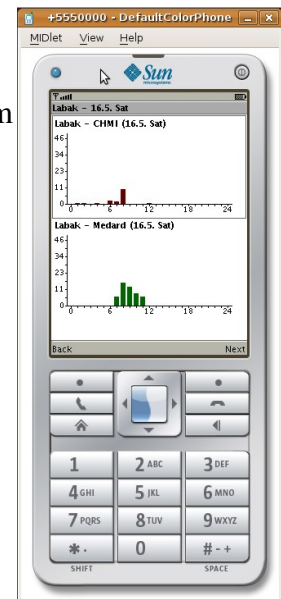 +5550000 - DefaultColorPhone
MIDlet View Help
m
Sun
microsystems
Labak - 16.5. Sat
Labak - CHMI (16.5. Sat)
46
34
23
11
0
0 6 12 18 24
Labak - Medard (16.5. Sat)
46
34
23
11
0
0 6 12 18 24
Back Next
1 2 ABC 3 DEF
4 GHI 5 JKL 6 MNO
7 PQRS 8 TUV 9 WXYZ
* . 0 # - +
SHIFT SPACE